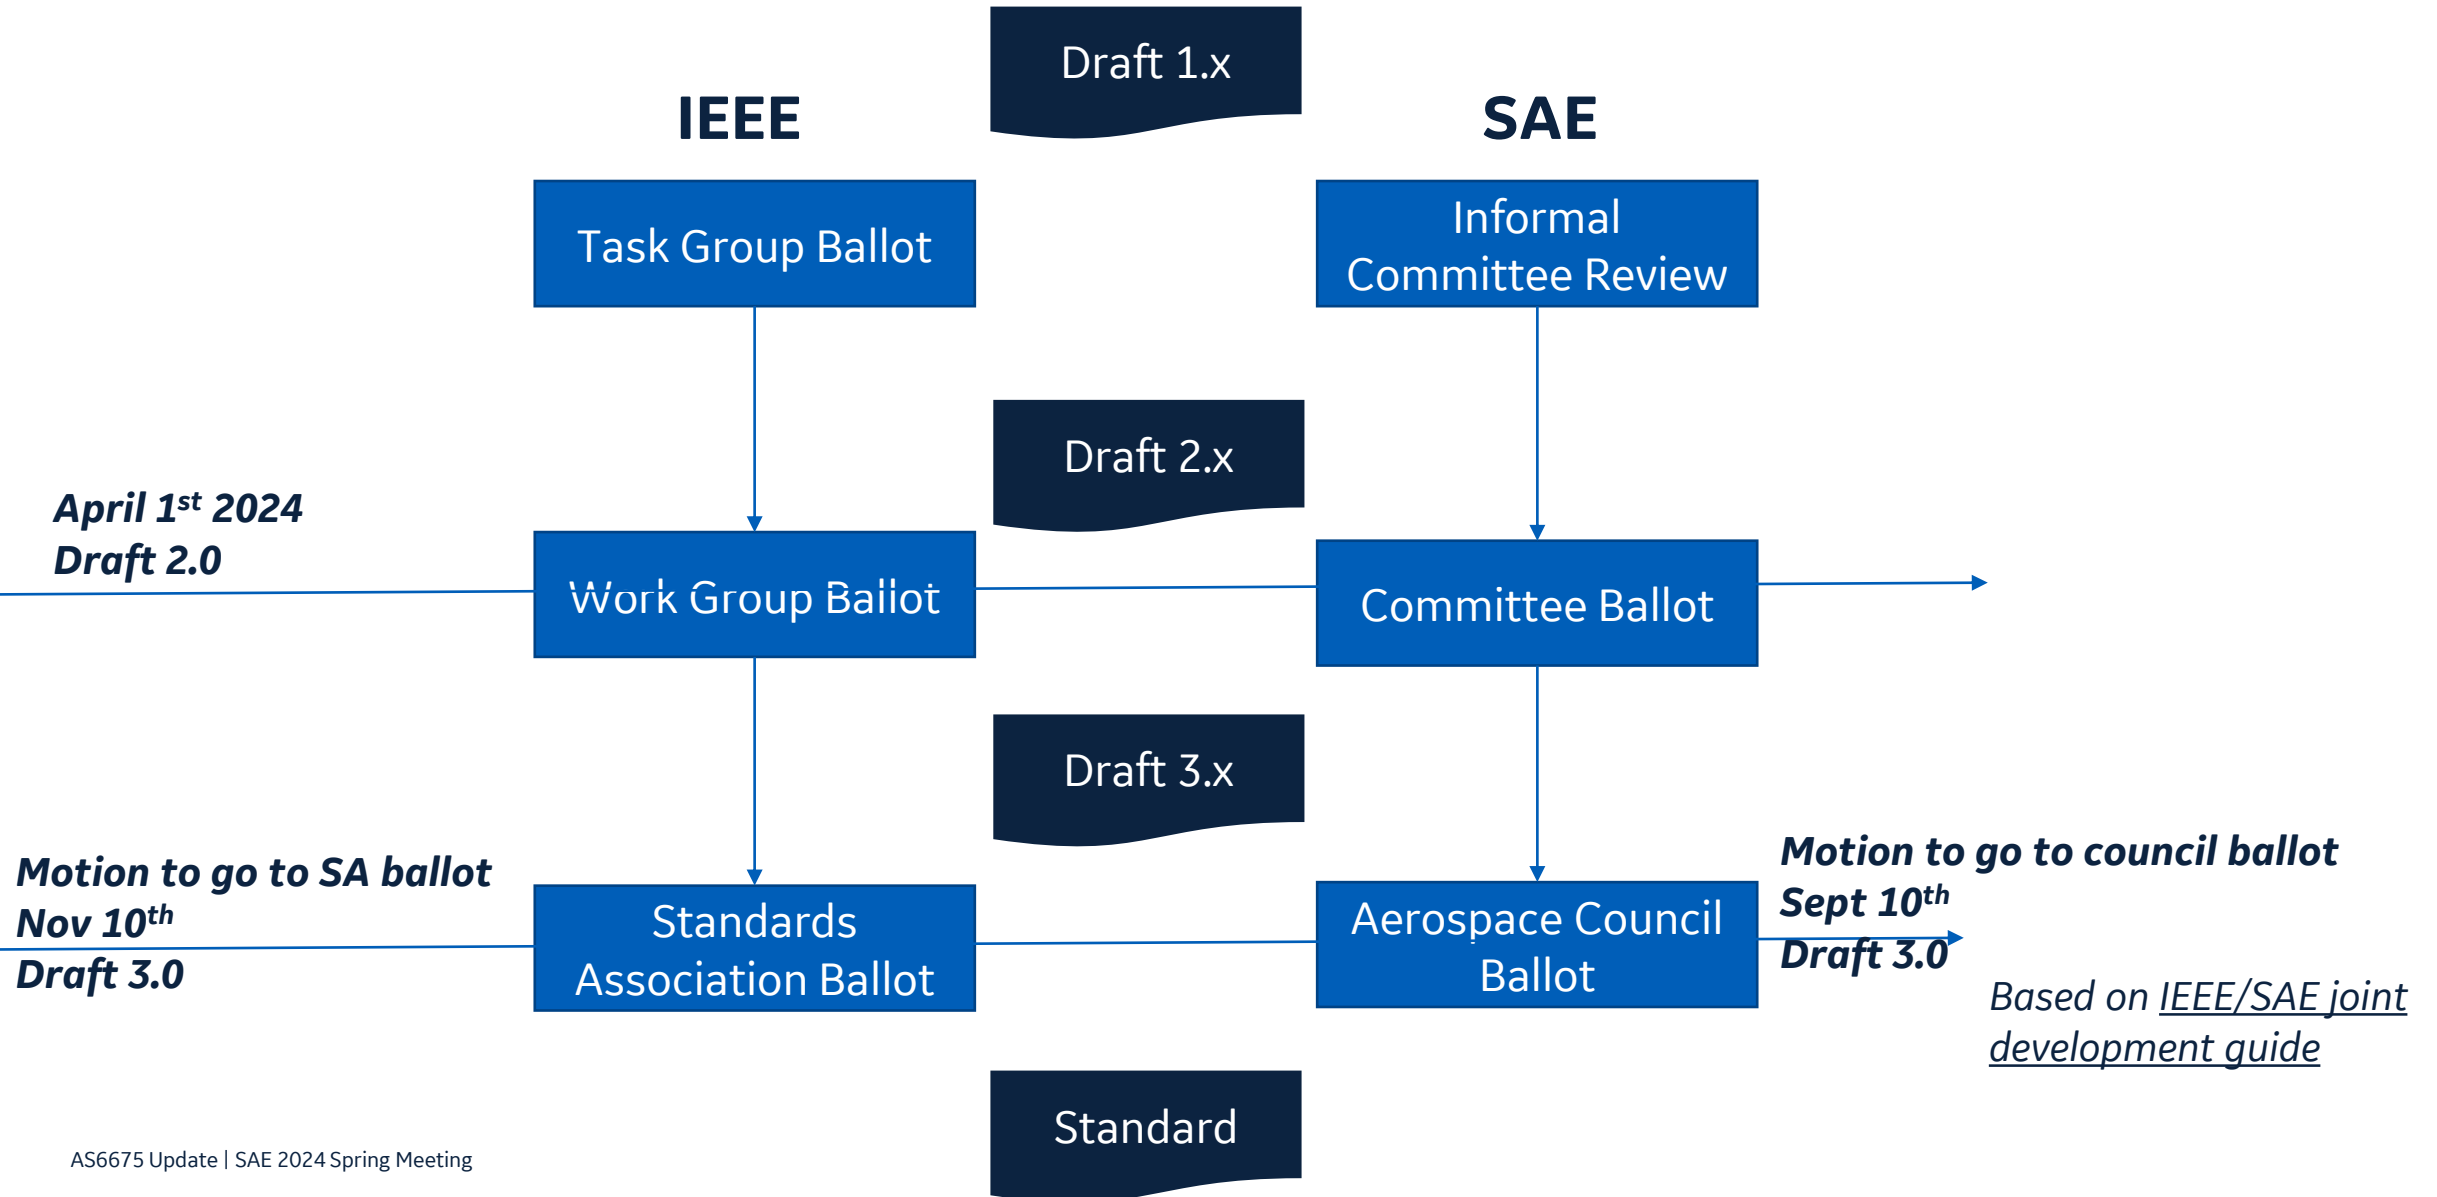 Draft 1.x
IEEE
SAE
Task Group Ballot
Informal
Committee Review
Draft 2.x
April 1st 2024
Draft 2.0
Work Group Ballot
Committee Ballot
Draft 3.x
Motion to go to SA ballot
Nov 10th
Draft 3.0
Standards
Association Ballot
Aerospace Council
Ballot
Motion to go to council ballot
Sept 10th
Draft 3.0
Based on IEEE/SAE joint
development guide
Standard
AS6675 Update | SAE 2024 Spring Meeting